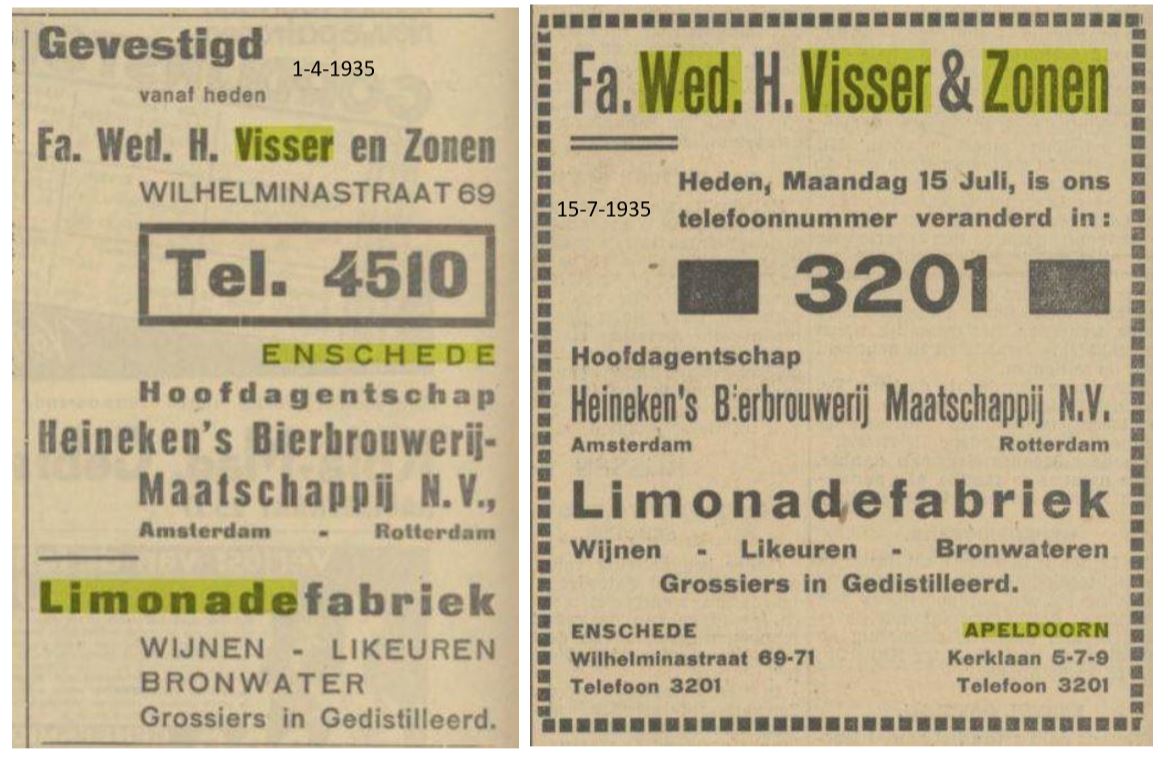 Gevestigd
1-4-1935
vanaf heden
Fa. Wed. H. Visser en Zonen
WILHELMINASTRAAT 69
Tel. 4510
ENSCHEDE
Hoofdagentschap
Heineken's Bierbrouwerij-
Maatschappij N.V.,
Amsterdam - Rotterdam
Limonadefabriek
WIJNEN - LIKEUREN
BRONWATER
Grossiers in Gedistilleerd.
Fa. Wed. H. Visser & Zonen
Heden, Maandag 15 Juli, is ons
15-7-1935
telefoonnummer veranderd in:
3201
Hoofdagentschap
Heineken's Bierbrouwerij Maatschappij N.V.
Amsterdam Rotterdam
Limonadefabriek
Wijnen - Likeuren - Bronwateren
Grossiers in Gedistilleerd.
ENSCHEDE APELDOORN
Wilhelminastraat 69-71 Kerklaan 5-7-9
Telefoon 3201 Telefoon 3201